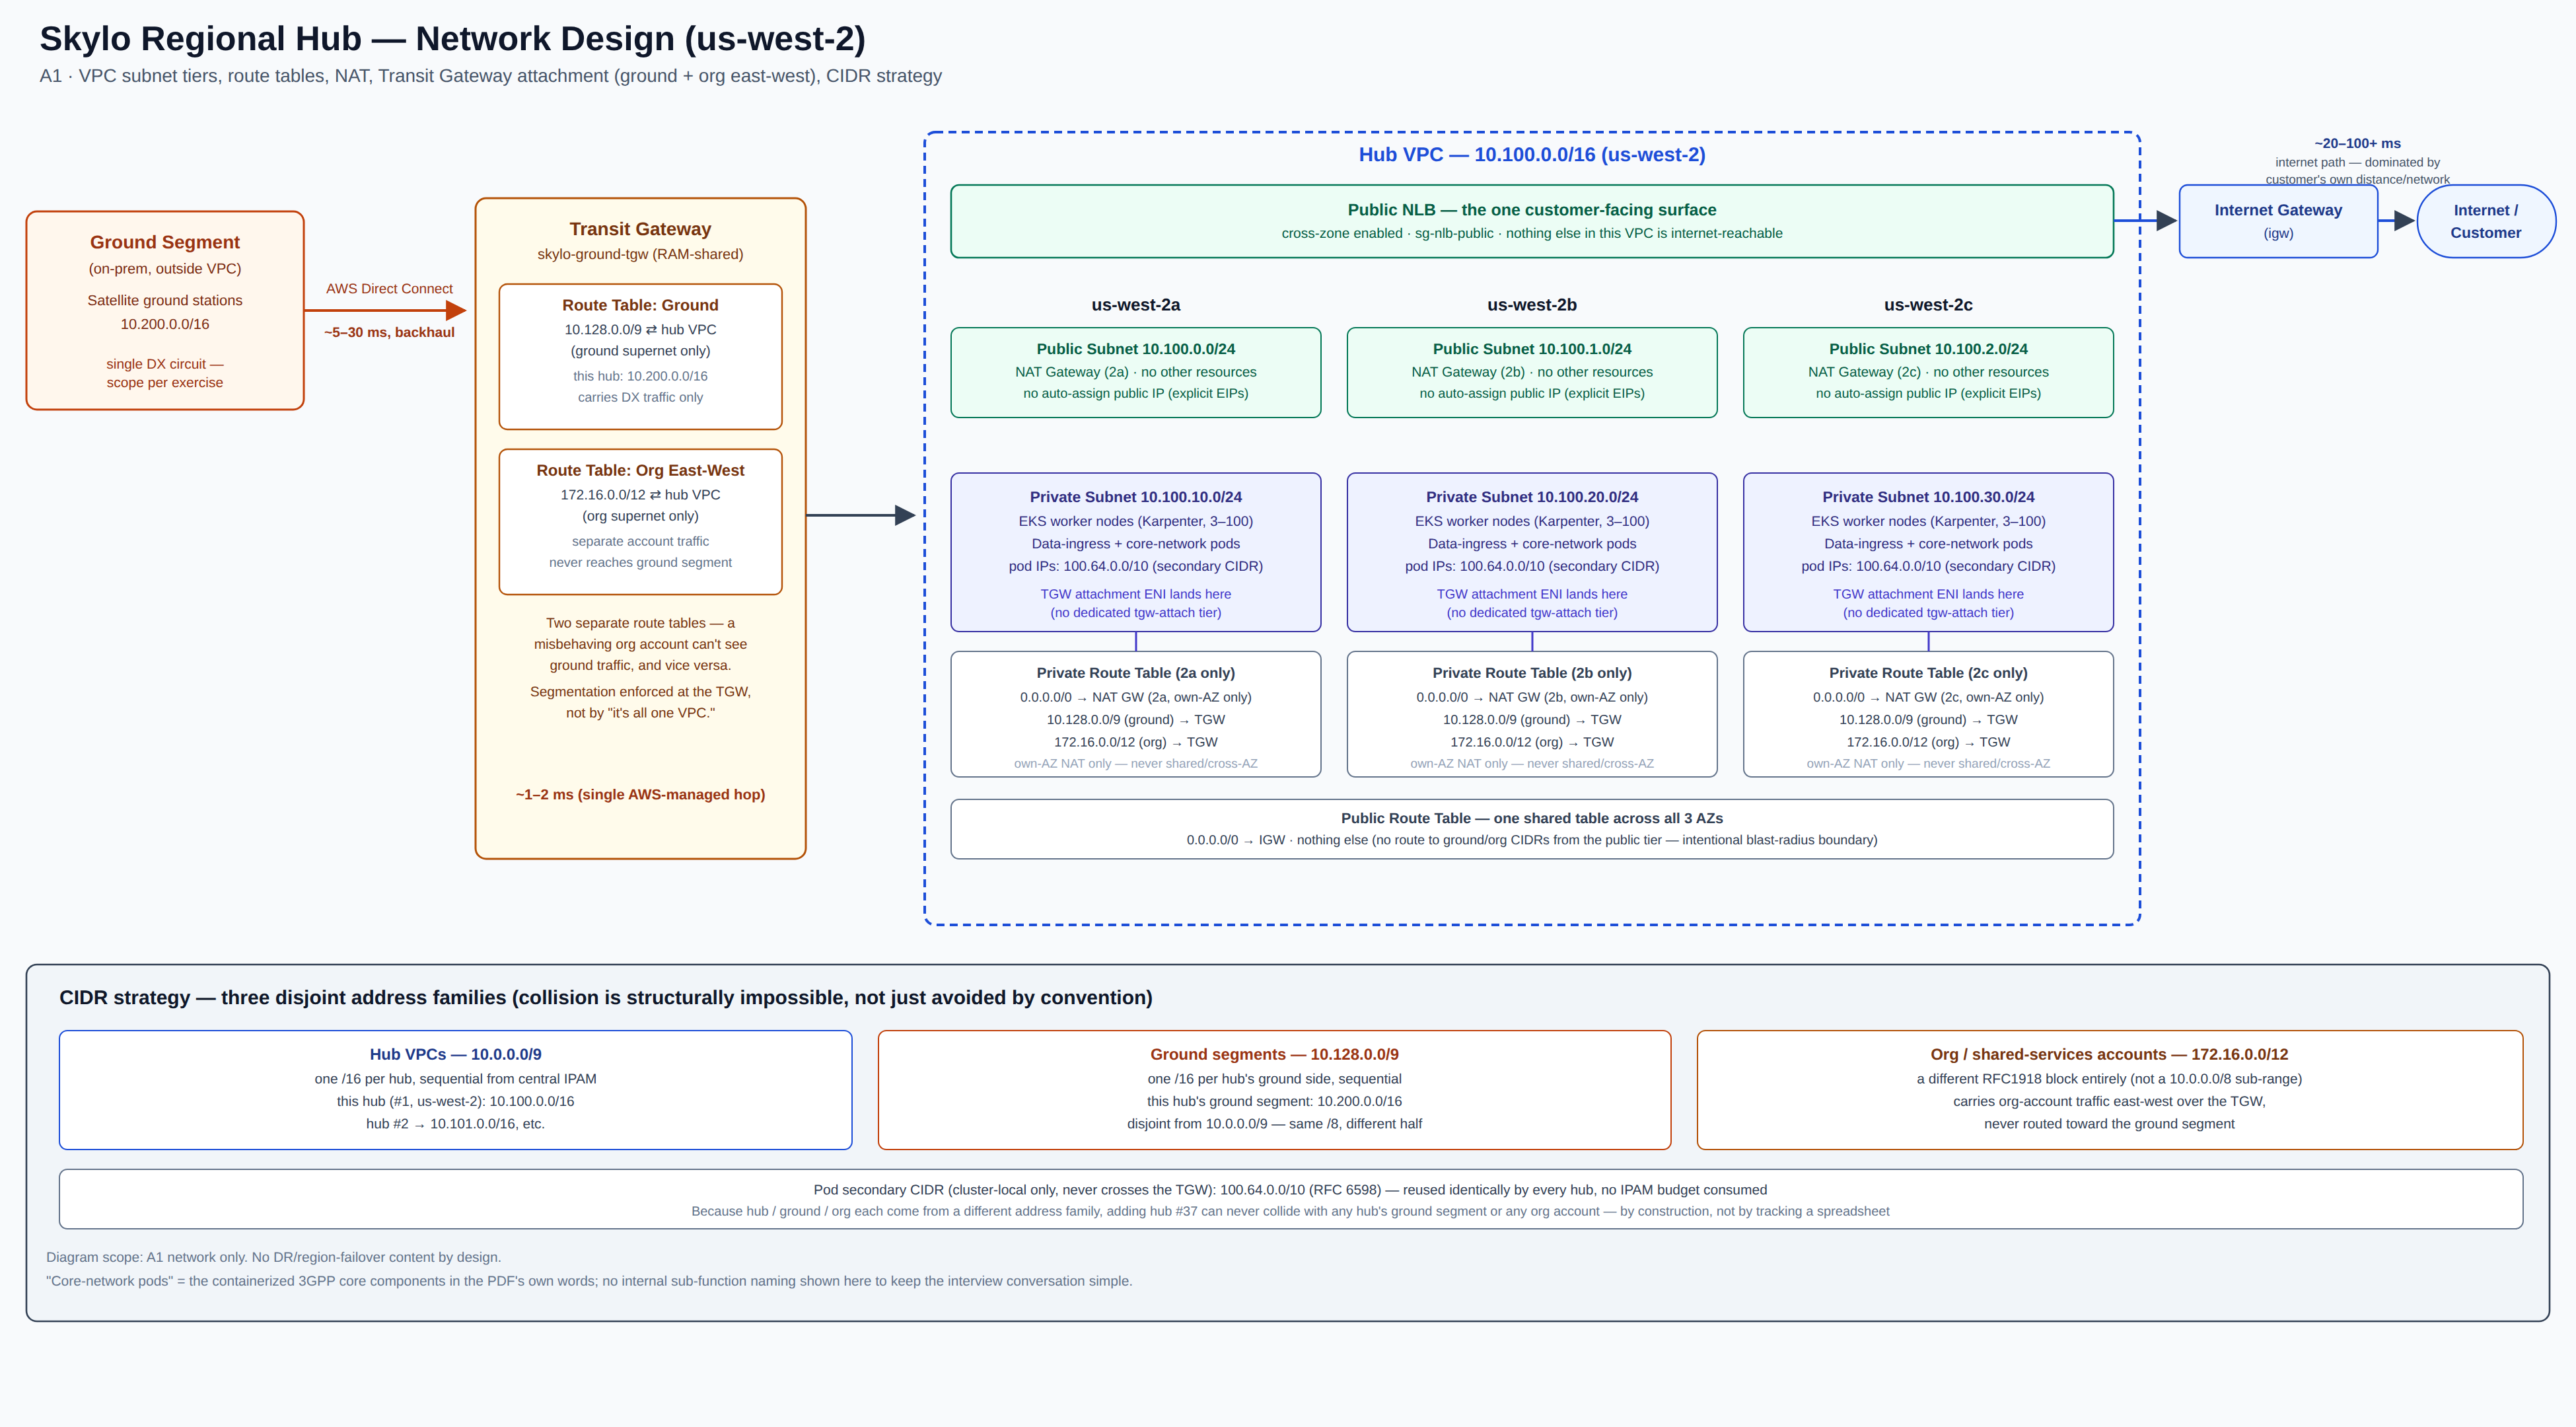 Skylo Regional Hub — Network Design (us-west-2)
A1 · VPC subnet tiers, route tables, NAT, Transit Gateway attachment (ground + org east-west), CIDR strategy
Ground Segment
(on-prem, outside VPC)
Satellite ground stations
10.200.0.0/16
single DX circuit —
scope per exercise
AWS Direct Connect
~5–30 ms, backhaul
Transit Gateway
skylo-ground-tgw (RAM-shared)
Route Table: Ground
10.128.0.0/9 ⇄ hub VPC
(ground supernet only)
this hub: 10.200.0.0/16
carries DX traffic only
Route Table: Org East-West
172.16.0.0/12 ⇄ hub VPC
(org supernet only)
separate account traffic
never reaches ground segment
Two separate route tables — a
misbehaving org account can't see
ground traffic, and vice versa.
Segmentation enforced at the TGW,
not by "it's all one VPC."
~1–2 ms (single AWS-managed hop)
Hub VPC — 10.100.0.0/16 (us-west-2)
Public NLB — the one customer-facing surface
cross-zone enabled · sg-nlb-public · nothing else in this VPC is internet-reachable
~20–100+ ms
internet path — dominated by
customer's own distance/network
Internet Gateway
(igw)
Internet /
Customer
us-west-2a
Public Subnet 10.100.0.0/24
NAT Gateway (2a) · no other resources
no auto-assign public IP (explicit EIPs)
Private Subnet 10.100.10.0/24
EKS worker nodes (Karpenter, 3–100)
Data-ingress + core-network pods
pod IPs: 100.64.0.0/10 (secondary CIDR)
TGW attachment ENI lands here
(no dedicated tgw-attach tier)
Private Route Table (2a only)
0.0.0.0/0 → NAT GW (2a, own-AZ only)
10.128.0.0/9 (ground) → TGW
172.16.0.0/12 (org) → TGW
own-AZ NAT only — never shared/cross-AZ
us-west-2b
Public Subnet 10.100.1.0/24
NAT Gateway (2b) · no other resources
no auto-assign public IP (explicit EIPs)
Private Subnet 10.100.20.0/24
EKS worker nodes (Karpenter, 3–100)
Data-ingress + core-network pods
pod IPs: 100.64.0.0/10 (secondary CIDR)
TGW attachment ENI lands here
(no dedicated tgw-attach tier)
Private Route Table (2b only)
0.0.0.0/0 → NAT GW (2b, own-AZ only)
10.128.0.0/9 (ground) → TGW
172.16.0.0/12 (org) → TGW
own-AZ NAT only — never shared/cross-AZ
us-west-2c
Public Subnet 10.100.2.0/24
NAT Gateway (2c) · no other resources
no auto-assign public IP (explicit EIPs)
Private Subnet 10.100.30.0/24
EKS worker nodes (Karpenter, 3–100)
Data-ingress + core-network pods
pod IPs: 100.64.0.0/10 (secondary CIDR)
TGW attachment ENI lands here
(no dedicated tgw-attach tier)
Private Route Table (2c only)
0.0.0.0/0 → NAT GW (2c, own-AZ only)
10.128.0.0/9 (ground) → TGW
172.16.0.0/12 (org) → TGW
own-AZ NAT only — never shared/cross-AZ
Public Route Table — one shared table across all 3 AZs
0.0.0.0/0 → IGW · nothing else (no route to ground/org CIDRs from the public tier — intentional blast-radius boundary)
CIDR strategy — three disjoint address families (collision is structurally impossible, not just avoided by convention)
Hub VPCs — 10.0.0.0/9
one /16 per hub, sequential from central IPAM
this hub (#1, us-west-2): 10.100.0.0/16
hub #2 → 10.101.0.0/16, etc.
Ground segments — 10.128.0.0/9
one /16 per hub's ground side, sequential
this hub's ground segment: 10.200.0.0/16
disjoint from 10.0.0.0/9 — same /8, different half
Org / shared-services accounts — 172.16.0.0/12
a different RFC1918 block entirely (not a 10.0.0.0/8 sub-range)
carries org-account traffic east-west over the TGW,
never routed toward the ground segment
Pod secondary CIDR (cluster-local only, never crosses the TGW): 100.64.0.0/10 (RFC 6598) — reused identically by every hub, no IPAM budget consumed
Because hub / ground / org each come from a different address family, adding hub #37 can never collide with any hub's ground segment or any org account — by construction, not by tracking a spreadsheet
Diagram scope: A1 network only. No DR/region-failover content by design.
"Core-network pods" = the containerized 3GPP core components in the PDF's own words; no internal sub-function naming shown here to keep the interview conversation simple.